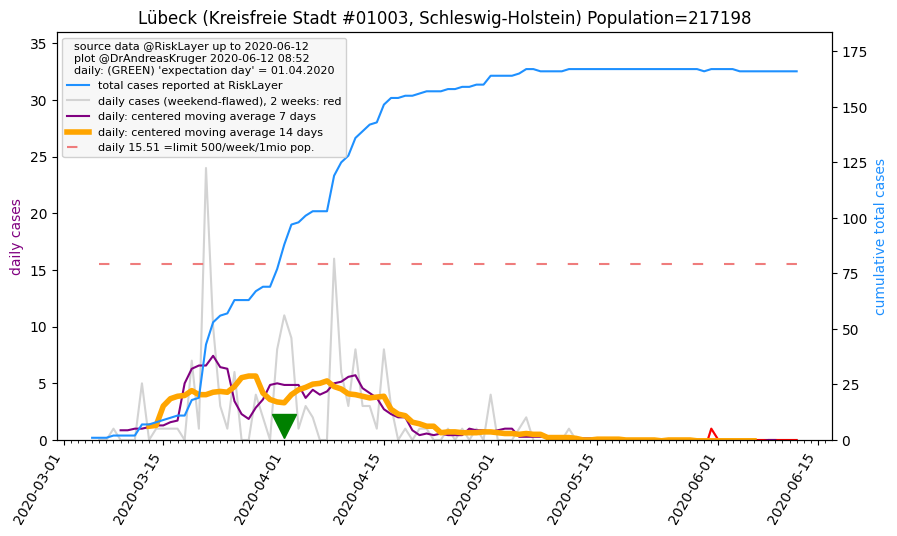 Lübeck (Kreisfreie Stadt #01003, Schleswig-Holstein) Population=217198
source data @RiskLayer up to 2020-06-12
plot @DrAndreasKruger 2020-06-12 08:52
daily: (GREEN) 'expectation day' = 01.04.2020
total cases reported at RiskLayer
daily cases (weekend-flawed), 2 weeks: red
daily: centered moving average 7 days
daily: centered moving average 14 days
daily 15.51 =limit 500/week/1mio pop.
daily cases
35
30
25
20
15
10
5
0
cumulative total cases
175
150
125
100
75
50
25
0
2020-03-01
2020-03-15
2020-04-01
2020-04-15
2020-05-01
2020-05-15
2020-06-01
2020-06-15